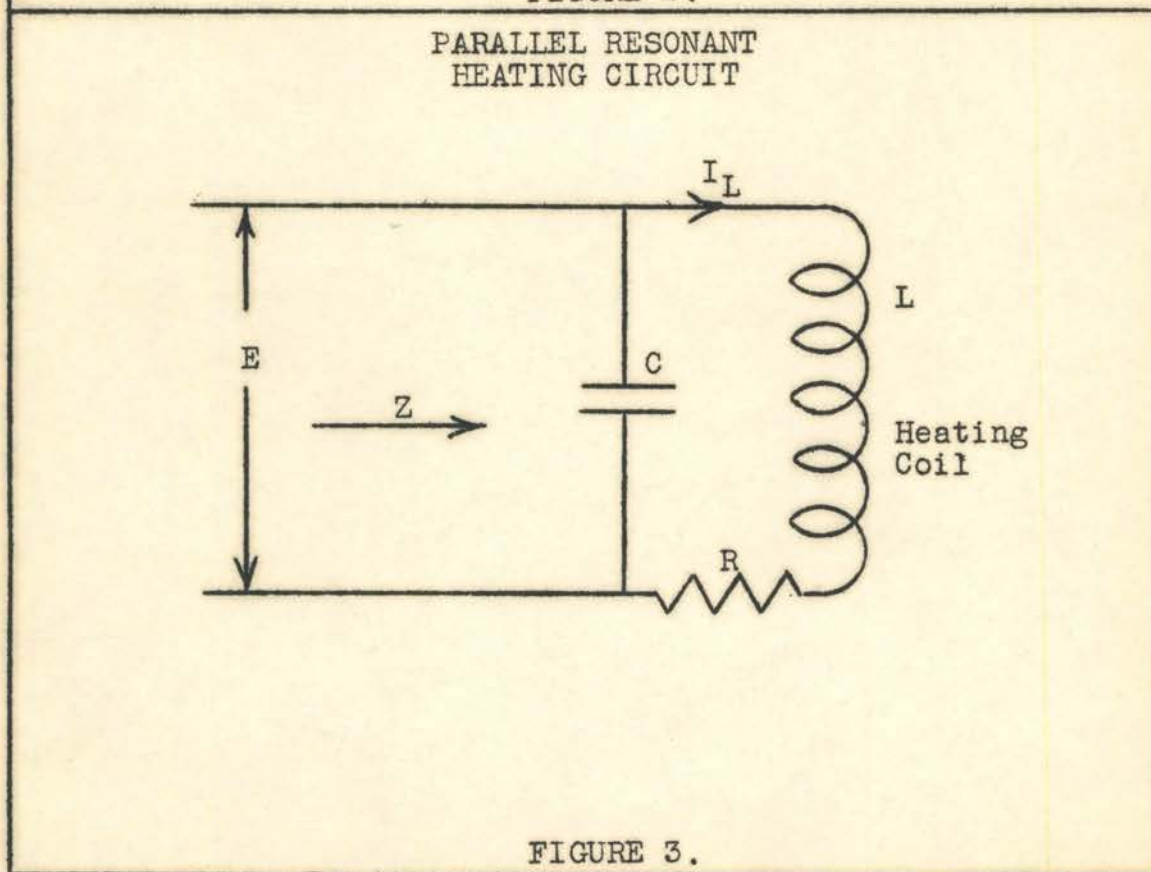 PARALLEL RESONANT
HEATING CIRCUIT
I_L
L
E
C
Z
Heating
Coil
R
FIGURE 3.